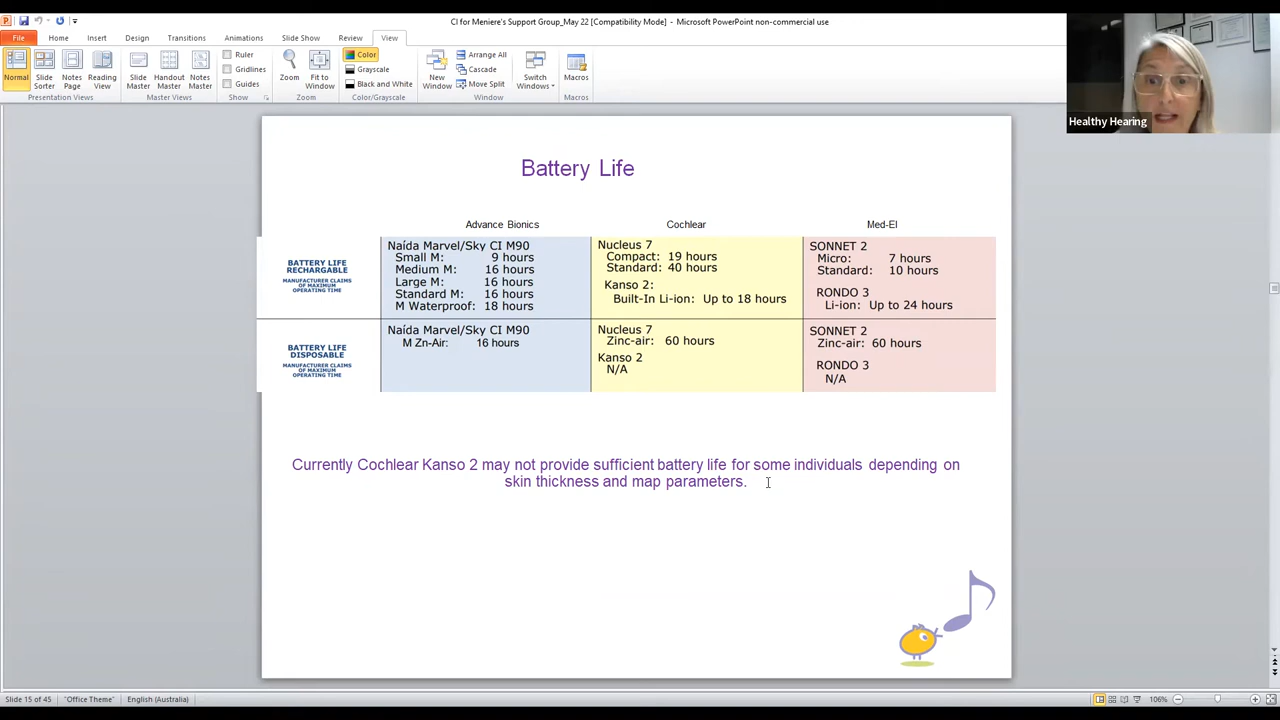 CI for Meniere's Support Group_May 22 [Compatibility Mode] - Microsoft PowerPoint non-commercial use
File Home Insert Design Transitions Animations Slide Show Review View
Normal
Slide Sorter
Notes Page
Reading View
Presentation Views
Slide Master
Handout Master
Notes Master
Master Views
Ruler
Gridlines
Guides
Show
Zoom
Fit to Window
Zoom
Color
Grayscale
Black and White
Color/Grayscale
New Window
Arrange All
Cascade
Move Split
Switch Windows
Window
Macros
Macros
Healthy Hearing
Battery Life
Advance Bionics
Cochlear
Med-El
BATTERY LIFE
RECHARGABLE
MANUFACTURER CLAIMS
OF MAXIMUM
OPERATING TIME
Naída Marvel/Sky CI M90
Small M: 9 hours
Medium M: 16 hours
Large M: 16 hours
Standard M: 16 hours
M Waterproof: 18 hours
Nucleus 7
Compact: 19 hours
Standard: 40 hours
Kanso 2:
Built-In Li-ion: Up to 18 hours
SONNET 2
Micro: 7 hours
Standard: 10 hours
RONDO 3
Li-ion: Up to 24 hours
BATTERY LIFE
DISPOSABLE
MANUFACTURER CLAIMS
OF MAXIMUM
OPERATING TIME
Naída Marvel/Sky CI M90
M Zn-Air: 16 hours
Nucleus 7
Zinc-air: 60 hours
Kanso 2
N/A
SONNET 2
Zinc-air: 60 hours
RONDO 3
N/A
Currently Cochlear Kanso 2 may not provide sufficient battery life for some individuals depending on
skin thickness and map parameters.
Slide 15 of 45 "Office Theme" English (Australia) 106%